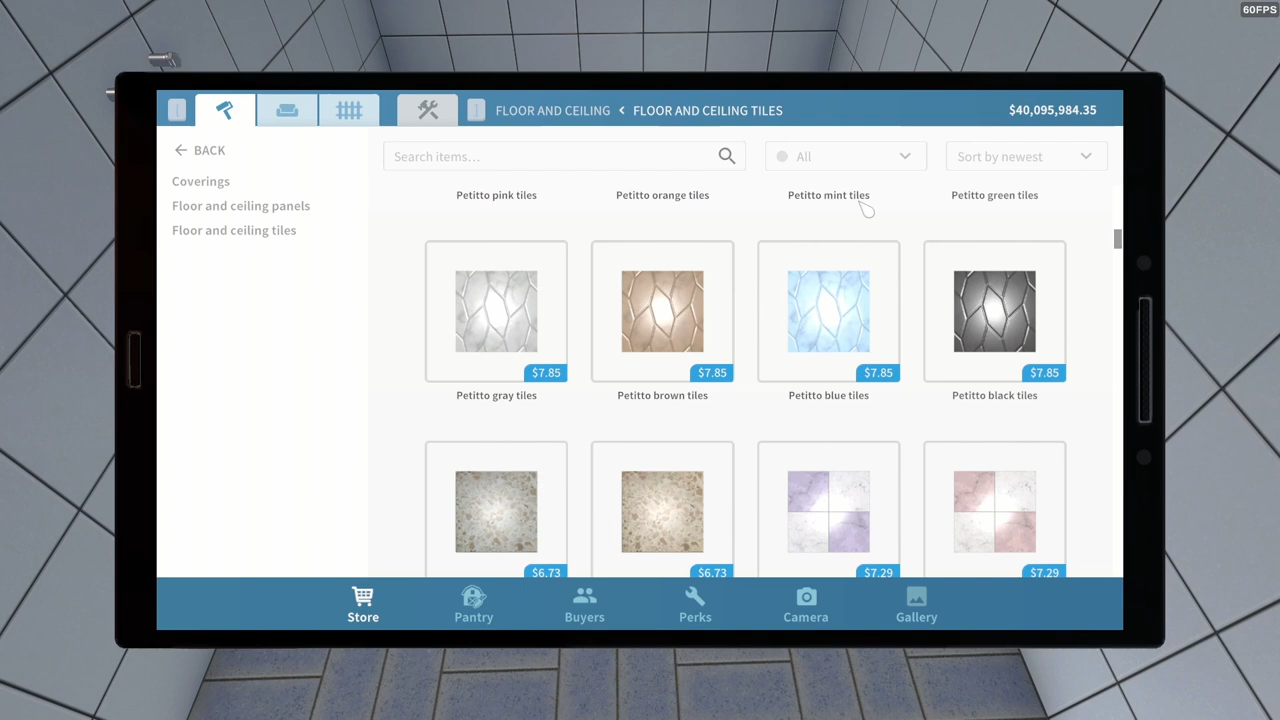 60FPS
FLOOR AND CEILING < FLOOR AND CEILING TILES
$40,095,984.35
BACK
Search items...
All
Sort by newest
Coverings
Floor and ceiling panels
Floor and ceiling tiles
Petitto pink tiles
Petitto orange tiles
Petitto mint tiles
Petitto green tiles
$7.85
$7.85
$7.85
$7.85
Petitto gray tiles
Petitto brown tiles
Petitto blue tiles
Petitto black tiles
$6.73
$6.73
$7.29
$7.29
Store
Pantry
Buyers
Perks
Camera
Gallery